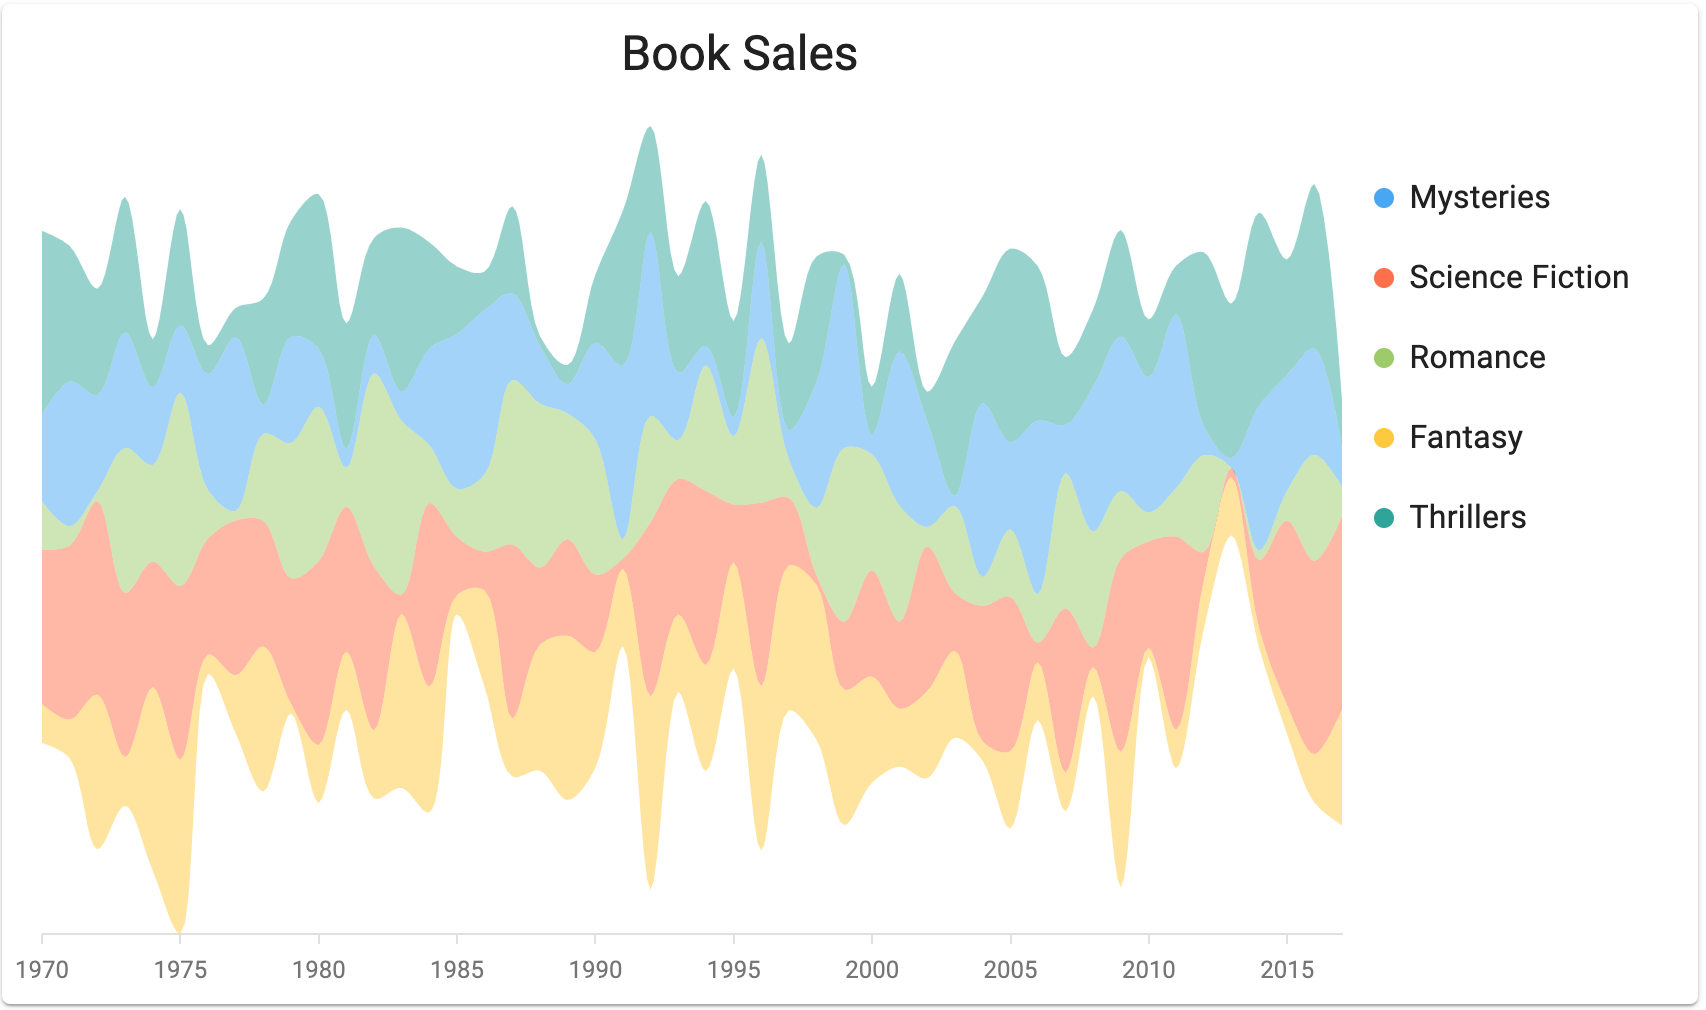 Book Sales
Mysteries
Science Fiction
Romance
Fantasy
Thrillers
1970 1975 1980 1985 1990 1995 2000 2005 2010 2015